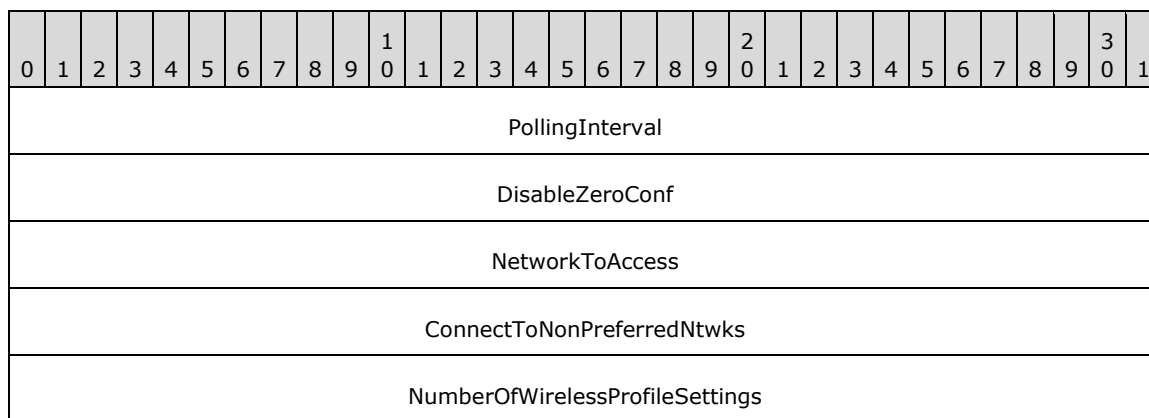 1 2 3
0 1 2 3 4 5 6 7 8 9 0 1 2 3 4 5 6 7 8 9 0 1 2 3 4 5 6 7 8 9 0 1
PollingInterval
DisableZeroConf
NetworkToAccess
ConnectToNonPreferredNtwks
NumberOfWirelessProfileSettings